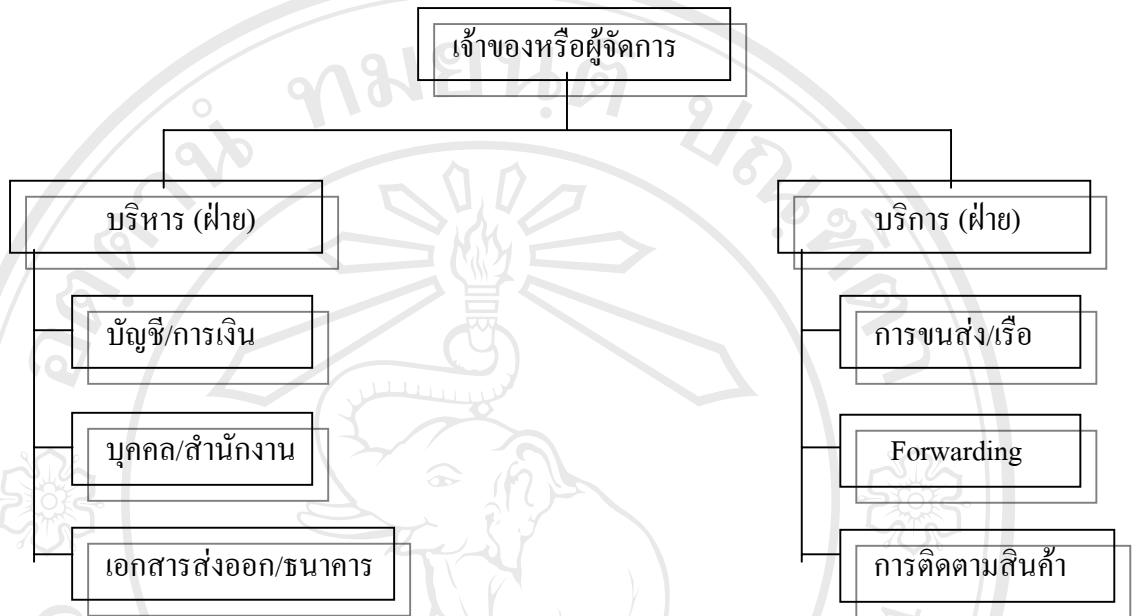 เจ้าของหรือผู้จัดการ
บริหาร (ฝ่าย)
บริการ (ฝ่าย)
บัญชี/การเงิน
การขนส่ง/เรือ
บุคคล/สำนักงาน
Forwarding
เอกสารส่งออก/ธนาคาร
การติดตามสินค้า